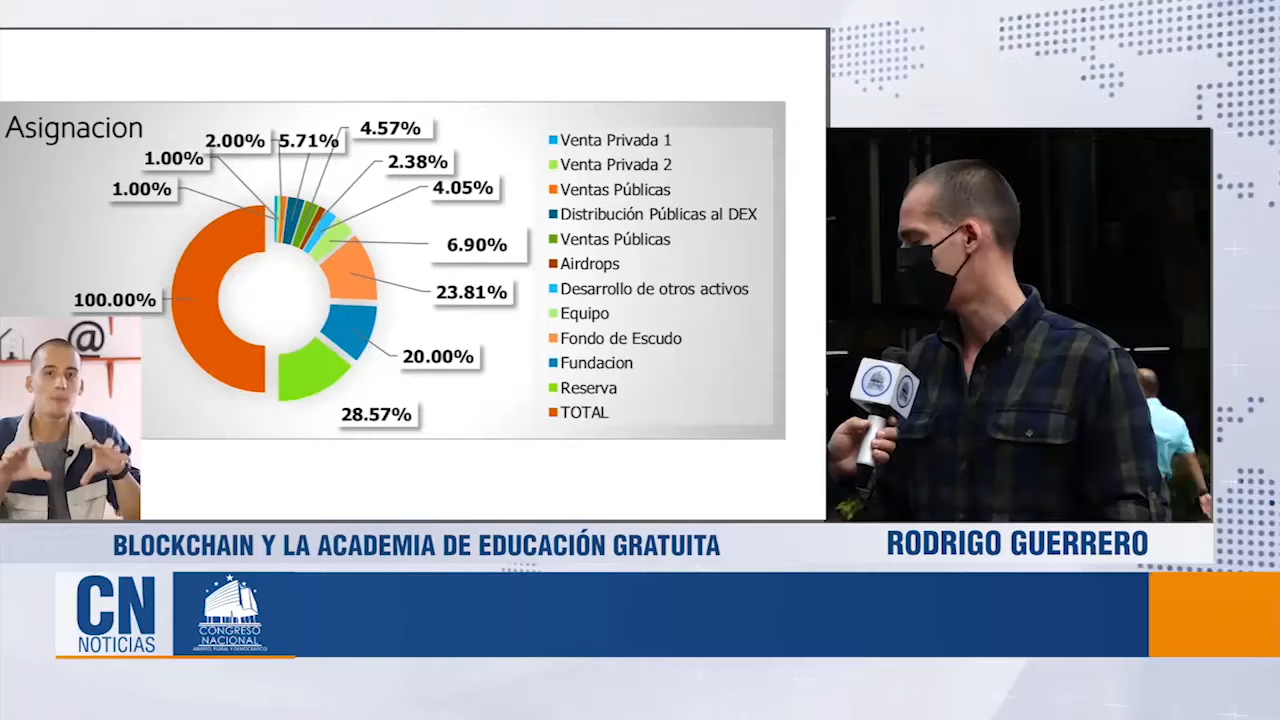 Asignacion
2.00%
5.71%
4.57%
1.00%
2.38%
1.00%
4.05%
6.90%
100.00%
23.81%
20.00%
28.57%
Venta Privada 1
Venta Privada 2
Ventas Públicas
Distribución Públicas al DEX
Ventas Públicas
Airdrops
Desarrollo de otros activos
Equipo
Fondo de Escudo
Fundacion
Reserva
TOTAL
@
BLOCKCHAIN Y LA ACADEMIA DE EDUCACIÓN GRATUITA
RODRIGO GUERRERO
CN
NOTICIAS
CONGRESO
NACIONAL
ABIERTO, PLURAL Y DEMOCRÁTICO